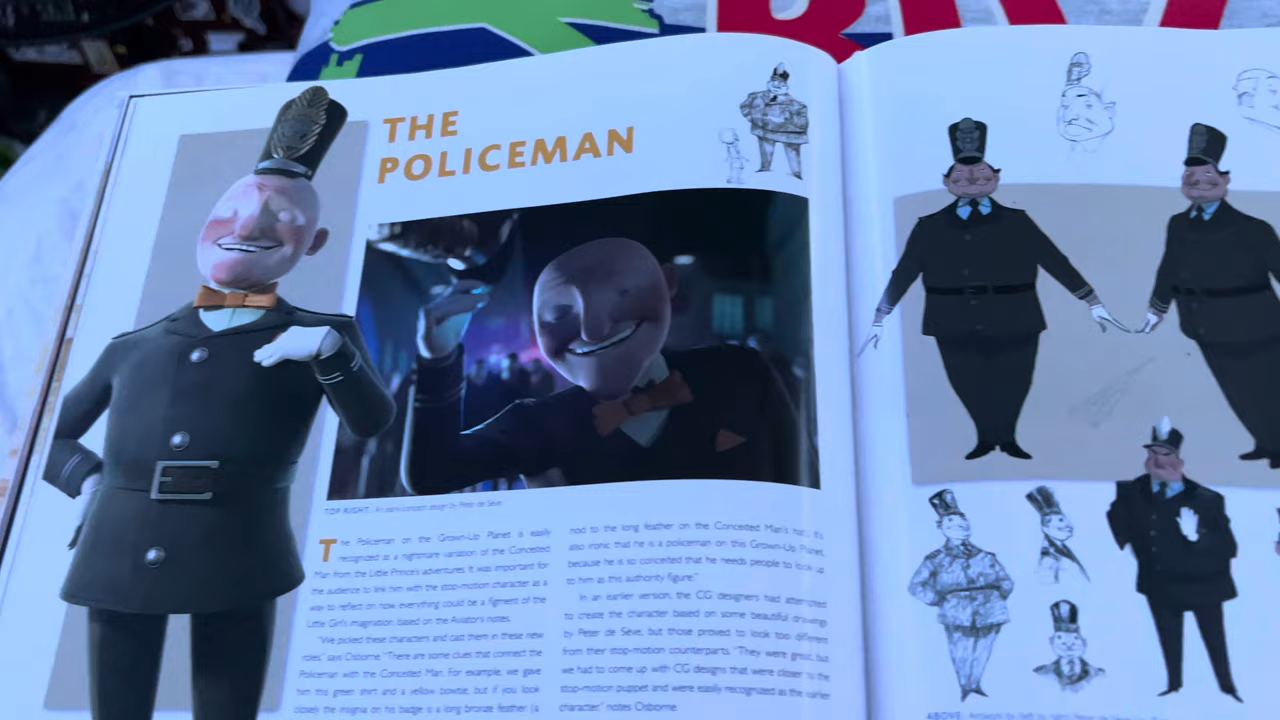 THE
POLICEMAN
TOP RIGHT: An early concept design by Peter de Sève.
The Policeman on the Grown-Up Planet is easily
recognized as a nightmare variation of the Conceited
Man from the Little Prince's adventures. It was important for
the audience to link him with the stop-motion character as a
way to reflect on how everything could be a figment of the
Little Girl's imagination based on the Aviator's notes.
"We picked these characters and cast them in these new
roles," says Osborne. "There are some clues that connect the
Policeman with the Conceited Man. For example, we gave
him this green shirt and a yellow bowtie, but if you look
closely the insignia on his badge is a long bronze feather (a
nod to the long feather on the Conceited Man's hat). It's
also ironic that he is a policeman on this Grown-Up Planet,
because he is so conceited that he needs people to look up
to him as this authority figure."
In an earlier version, the CG designers had attempted
to create the character based on some beautiful drawings
by Peter de Sève, but those proved to look too different
from their stop-motion counterparts. "They were great, but
we had to come up with CG designs that were closer to the
stop-motion puppet and were easily recognized as the earlier
character," notes Osborne.
ABOVE: